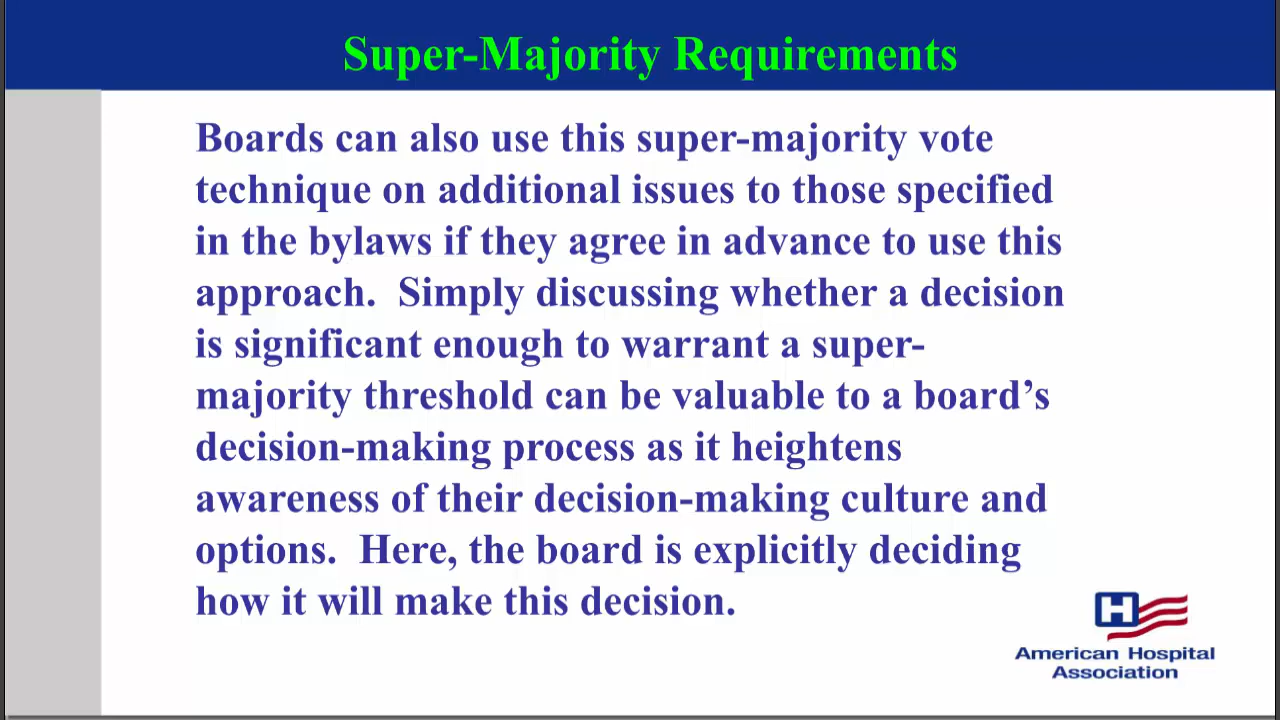 Super-Majority Requirements
Boards can also use this super-majority vote
technique on additional issues to those specified
in the bylaws if they agree in advance to use this
approach.  Simply discussing whether a decision
is significant enough to warrant a super-
majority threshold can be valuable to a board’s
decision-making process as it heightens
awareness of their decision-making culture and
options.  Here, the board is explicitly deciding
how it will make this decision.
H
American Hospital
Association